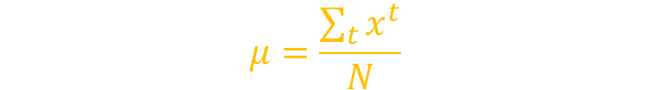 μ = ∑ₜ xᵗ / N